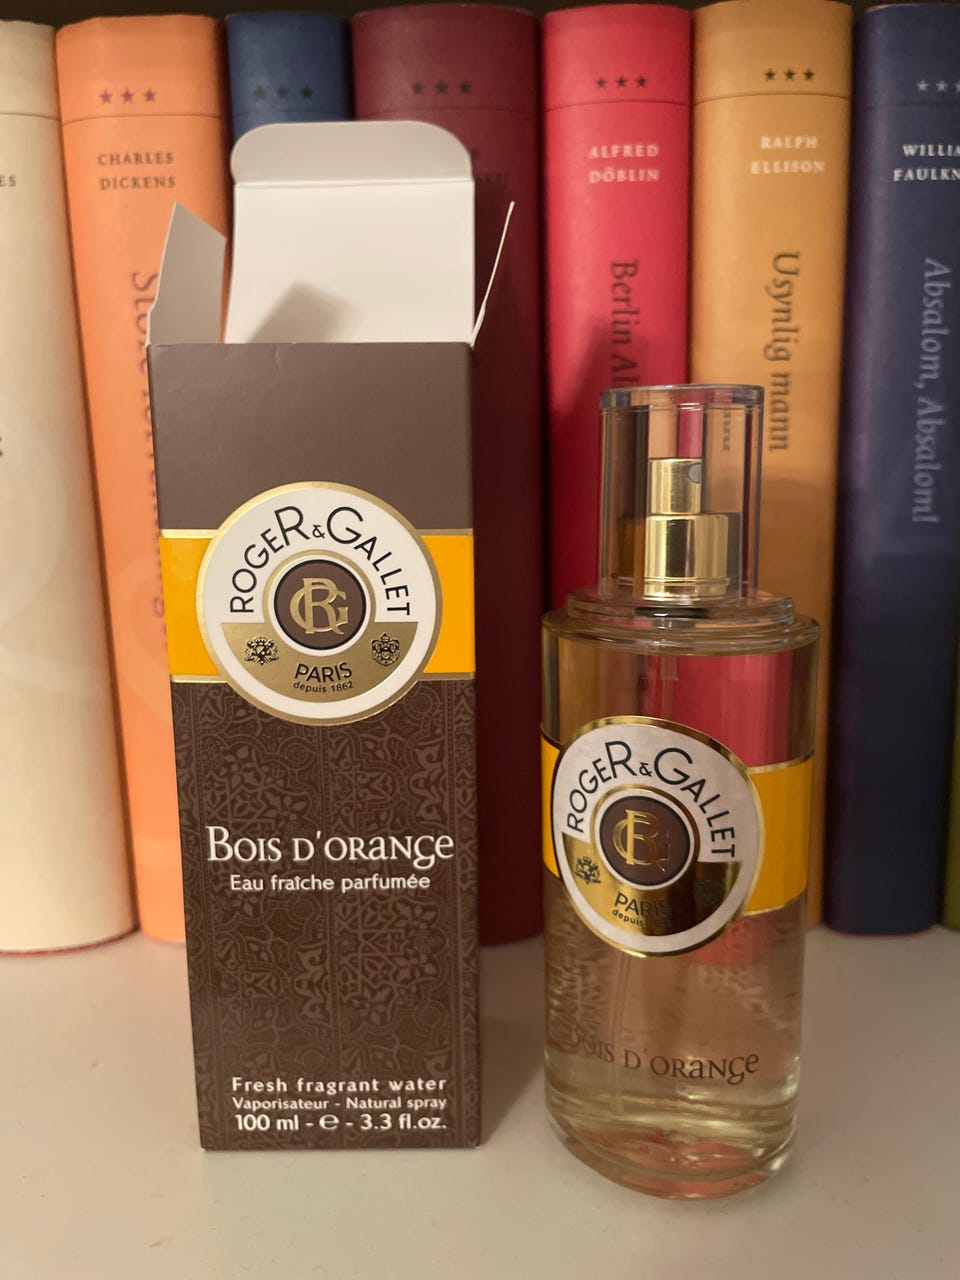 ★★★
CHARLES
DICKENS
★★★
★★★
★★★
ALFRED
DÖBLIN
Berlin Al
★★★
RALPH
ELLISON
Usynlig mann
★★★
WILLIA
FAULKN
Absalom, Absalom!
ES
ROGER&GALLET
RG
PARIS
depuis 1862
BOIS D'ORANGE
Eau fraîche parfumée
Fresh fragrant water
Vaporisateur - Natural spray
100 ml - e - 3.3 fl.oz.
ROGER&GALLET
RG
PARIS
depuis
BOIS D'ORANGE